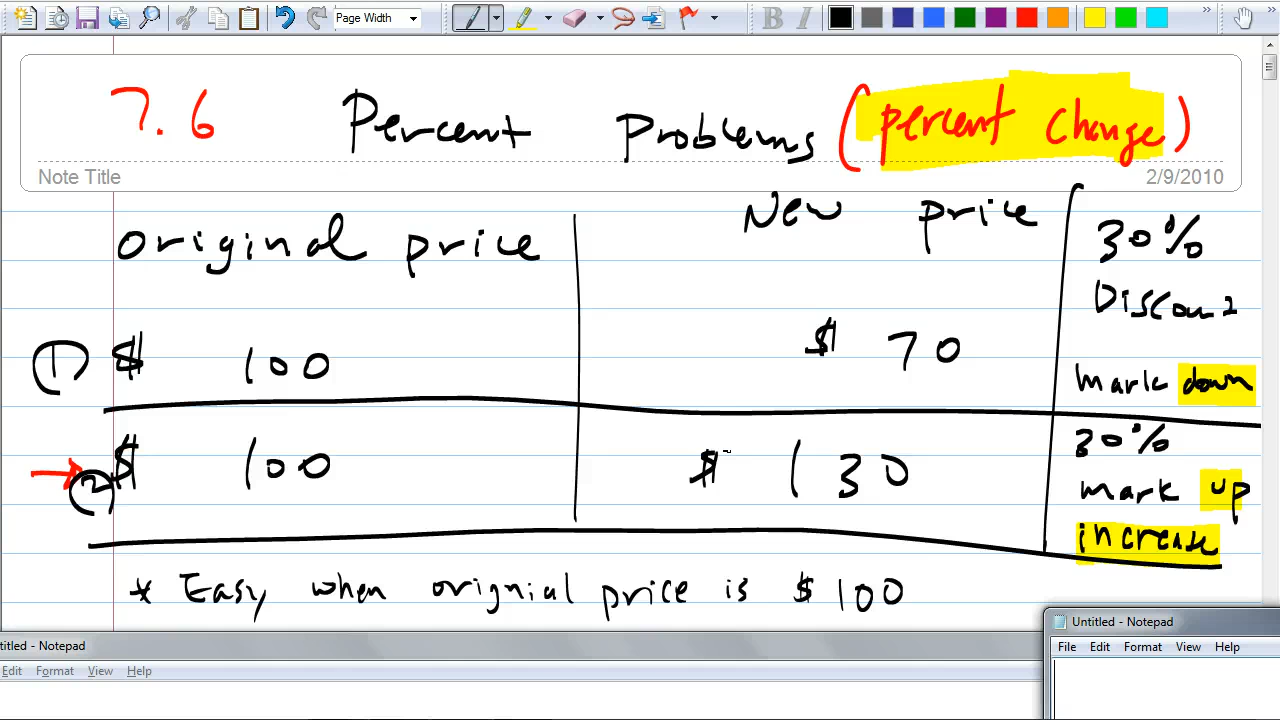 Page Width
B I U
7.6 Percent Problems (percent change)
Note Title 2/9/2010
original price New price 30% Discount
① $ 100 $ 70 mark down
② $ 100 $ 130 30% mark up increase
* Easy when orignial price is $ 100
Untitled - Notepad
File Edit Format View Help
titled - Notepad
Edit Format View Help